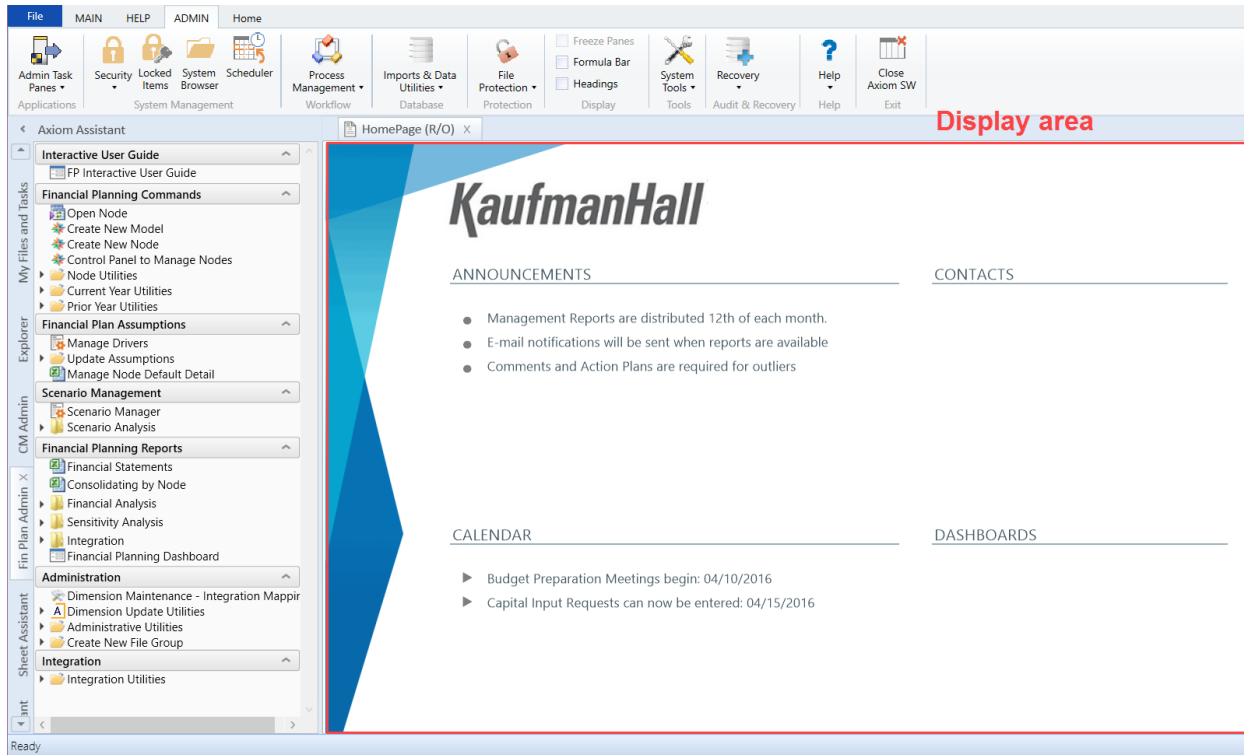 File MAIN HELP ADMIN Home
Admin Task Panes
Security
Locked Items
System Browser
Scheduler
Process Management
Imports & Data Utilities
File Protection
Freeze Panes
Formula Bar
Headings
System Tools
Recovery
Help
Close Axiom SW
Applications System Management Workflow Database Protection Display Tools Audit & Recovery Help Exit
Axiom Assistant
HomePage (R/O)
Display area
My Files and Tasks
Explorer
CM Admin
Fin Plan Admin
Sheet Assistant
ant
Interactive User Guide
FP Interactive User Guide
Financial Planning Commands
Open Node
Create New Model
Create New Node
Control Panel to Manage Nodes
Node Utilities
Current Year Utilities
Prior Year Utilities
Financial Plan Assumptions
Manage Drivers
Update Assumptions
Manage Node Default Detail
Scenario Management
Scenario Manager
Scenario Analysis
Financial Planning Reports
Financial Statements
Consolidating by Node
Financial Analysis
Sensitivity Analysis
Integration
Financial Planning Dashboard
Administration
Dimension Maintenance - Integration Mappin
Dimension Update Utilities
Administrative Utilities
Create New File Group
Integration
Integration Utilities
KaufmanHall
ANNOUNCEMENTS
Management Reports are distributed 12th of each month.
E-mail notifications will be sent when reports are available
Comments and Action Plans are required for outliers
CONTACTS
CALENDAR
Budget Preparation Meetings begin: 04/10/2016
Capital Input Requests can now be entered: 04/15/2016
DASHBOARDS
Ready